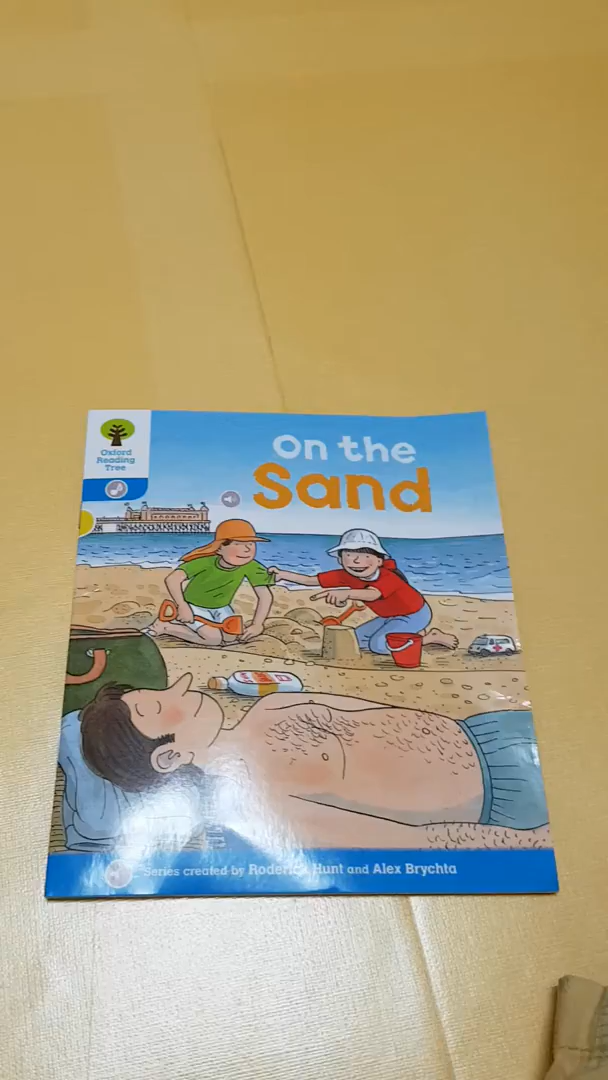 Oxford
Reading
Tree
On the
Sand
Series created by Roderick Hunt and Alex Brychta